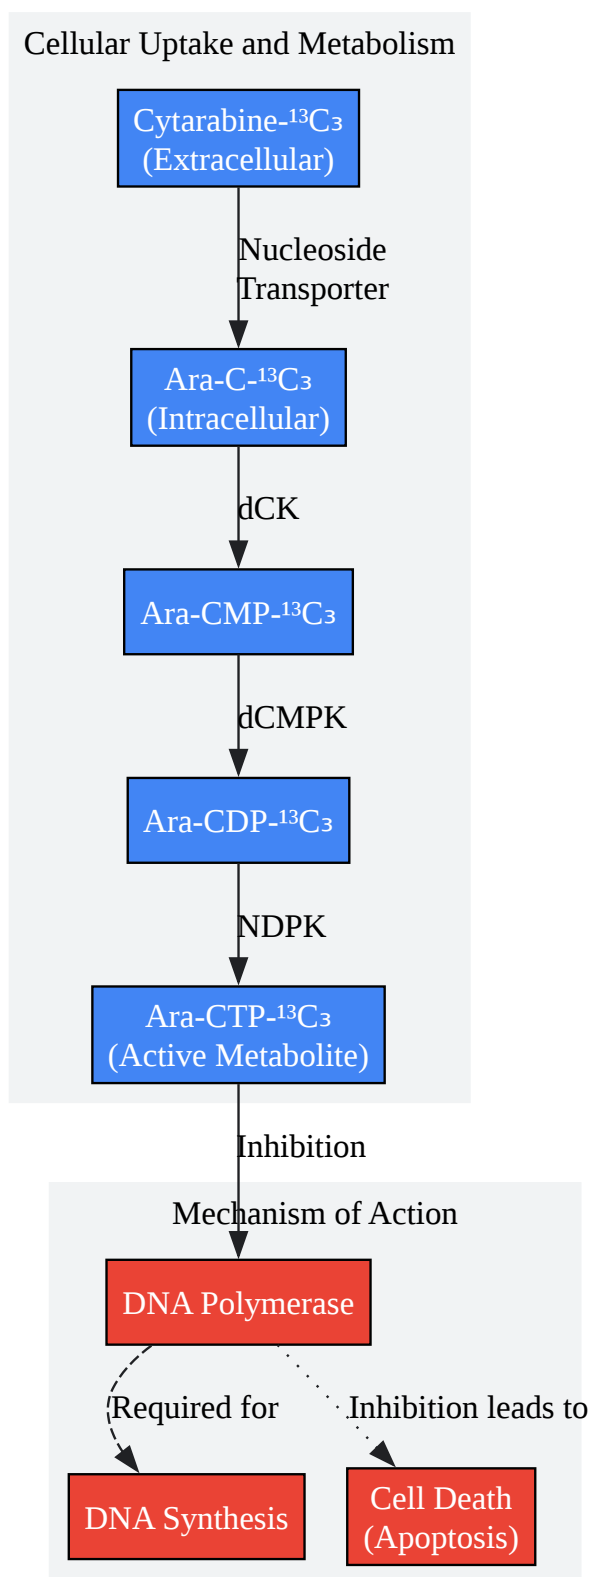 Cellular Uptake and Metabolism
Cytarabine-¹³C₃
(Extracellular)
Nucleoside
Transporter
Ara-C-¹³C₃
(Intracellular)
dCK
Ara-CMP-¹³C₃
dCMPK
Ara-CDP-¹³C₃
NDPK
Ara-CTP-¹³C₃
(Active Metabolite)
Inhibition
Mechanism of Action
DNA Polymerase
Required for
Inhibition leads to
DNA Synthesis
Cell Death
(Apoptosis)